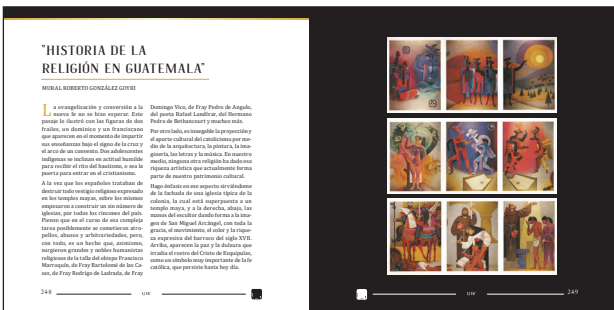 "HISTORIA DE LA
RELIGIÓN EN GUATEMALA"
MURAL ROBERTO GONZÁLEZ GOYRI
La evangelización y conversión a la
nueva fe no se hizo esperar. Este
pasaje lo ilustró con las figuras de dos
frailes, un dominico y un franciscano
que aparecen en el momento de impartir
sus enseñanzas bajo el signo de la cruz y
el arco de un convento. Dos adolescentes
indígenas se inclinan en actitud humilde
para recibir el rito del bautismo, o sea la
puerta para entrar en el cristianismo.
A la vez que los españoles trataban de
destruir todo vestigio religioso expresado
en los templos mayas, sobre los mismos
empezaron a construir un sin número de
iglesias, por todos los rincones del país.
Pienso que en el curso de esa compleja
tarea posiblemente se cometieron atro-
pellos, abusos y arbitrariedades, pero,
con todo, es un hecho que, asimismo,
surgieron grandes y nobles humanistas
religiosos de la talla del obispo Francisco
Marroquín, de Fray Bartolomé de las Ca-
sas, de Fray Rodrigo de Ladrada, de Fray
Domingo Vico, de Fray Pedro de Angulo,
del poeta Rafael Landívar, del Hermano
Pedro de Bethancourt y muchos más.
Por otro lado, es innegable la proyección y
el aporte cultural del catolicismo por me-
dio de la arquitectura, la pintura, la ima-
ginería, las letras y la música. En nuestro
medio, ninguna otra religión ha dado esa
riqueza artística que actualmente forma
parte de nuestro patrimonio cultural.
Hago énfasis en ese aspecto sirviéndome
de la fachada de una iglesia típica de la
colonia, la cual está superpuesta a un
templo maya, y a la derecha, abajo, las
manos del escultor dando forma a la ima-
gen de San Miguel Arcángel, con toda la
gracia, el movimiento, el color y la rique-
za expresiva del barroco del siglo XVII.
Arriba, aparecen la paz y la dulzura que
irradia el rostro del Cristo de Esquipulas,
como un símbolo muy importante de la fe
católica, que persiste hasta hoy día.
248
249